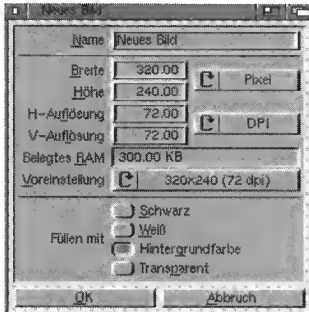 Neues Bild
Name Neues Bild
Breite 320.00 Pixel
Höhe 240.00
H-Auflösung 72.00 DPI
V-Auflösung 72.00
Belegtes RAM 300.00 KB
Voreinstellung 320x240 (72 dpi)
Füllen mit
Schwarz
Weiß
Hintergrundfarbe
Transparent
OK Abbruch